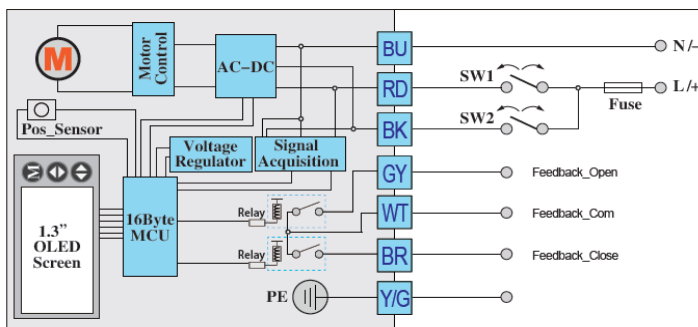 M
Motor
Control
AC-DC
BU
N/-
RD
SW1
L/+
Fuse
BK
SW2
Pos_Sensor
Voltage
Regulator
Signal
Acquisition
GY
Feedback_Open
M
1.3"
OLED
Screen
16Byte
MCU
Relay
WT
Feedback_Com
Relay
BR
Feedback_Close
PE
Y/G